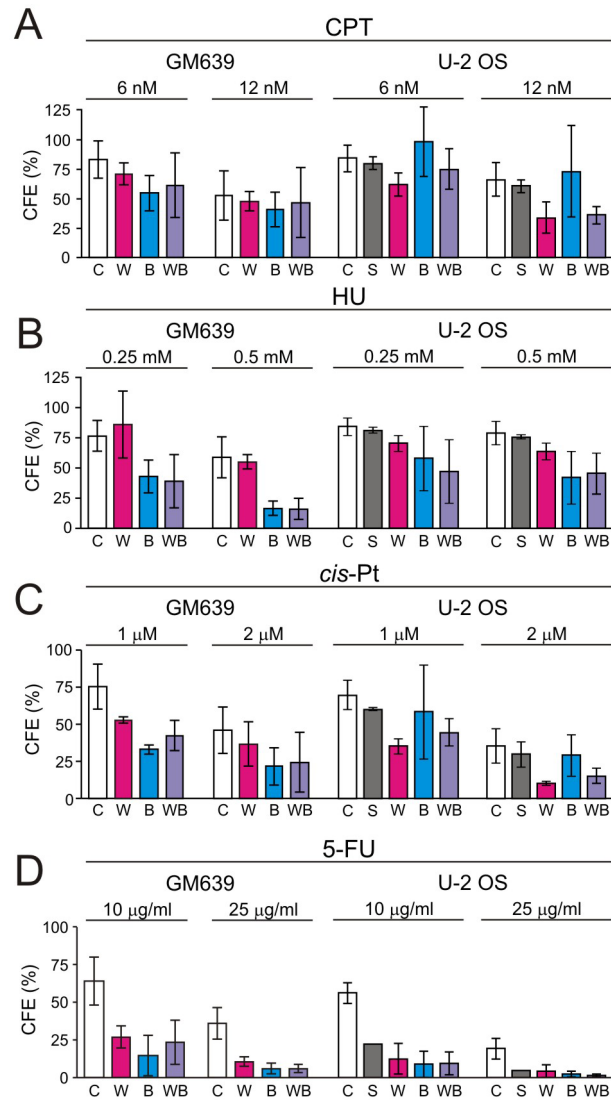 A
CPT
GM639 U-2 OS
6 nM 12 nM 6 nM 12 nM
CFE (%)
125
100
75
50
25
0
C W B WB C W B WB C S W B WB C S W B WB
HU
B
GM639 U-2 OS
0.25 mM 0.5 mM 0.25 mM 0.5 mM
CFE (%)
125
100
75
50
25
0
C W B WB C W B WB C S W B WB C S W B WB
cis-Pt
C
GM639 U-2 OS
1 µM 2 µM 1 µM 2 µM
CFE (%)
100
75
50
25
0
C W B WB C W B WB C S W B WB C S W B WB
5-FU
D
GM639 U-2 OS
10 µg/ml 25 µg/ml 10 µg/ml 25 µg/ml
CFE (%)
100
75
50
25
0
C W B WB C W B WB C S W B WB C S W B WB